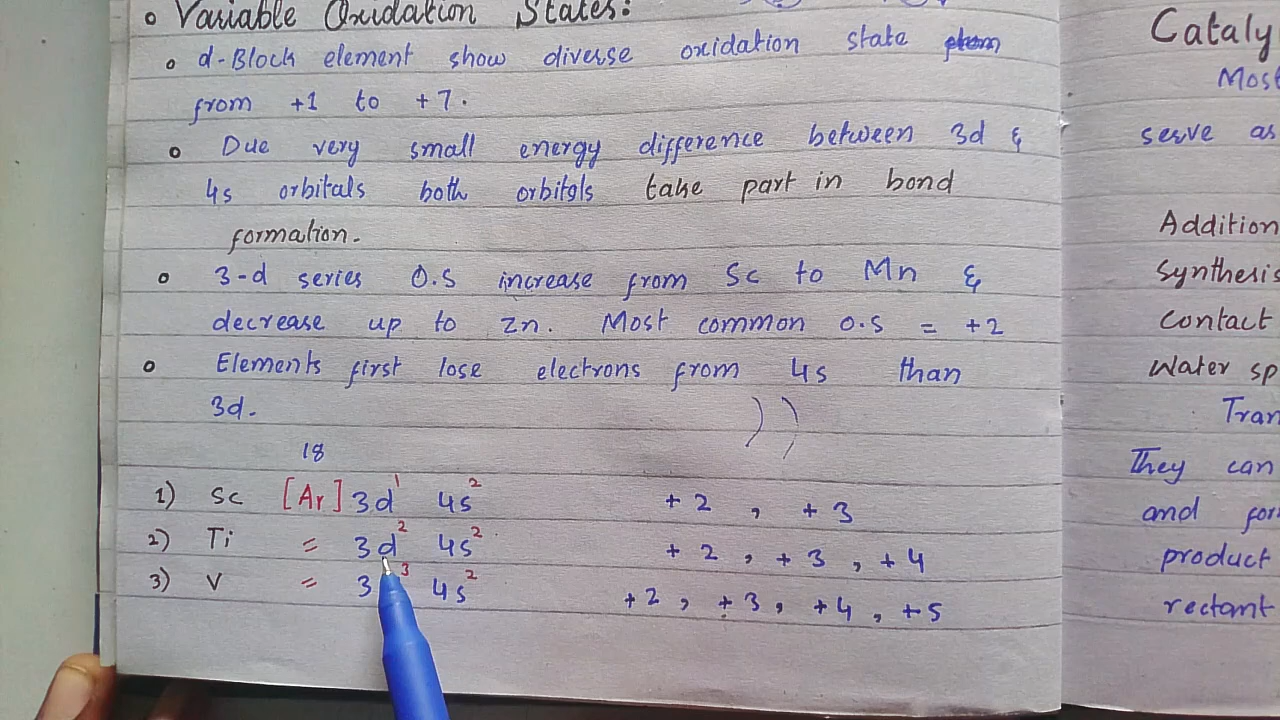 • Variable Oxidation States:
• d-Block element show diverse oxidation state
from +1 to +7.
• Due very small energy difference between 3d &
4s orbitals both orbitals take part in bond
formation.
• 3-d series O.S increase from Sc to Mn &
decrease up to Zn. Most common O.S = +2
• Elements first lose electrons from 4s than
3d.
18
1) Sc [Ar] 3d¹ 4s² +2, +3
2) Ti = 3d² 4s² +2, +3, +4
3) V = 3 ³ 4s² +2, +3, +4, +5
Cataly
Most
serve as
Addition
Synthesis
Contact
Water sp
Tran
They can
and for
product
rectant